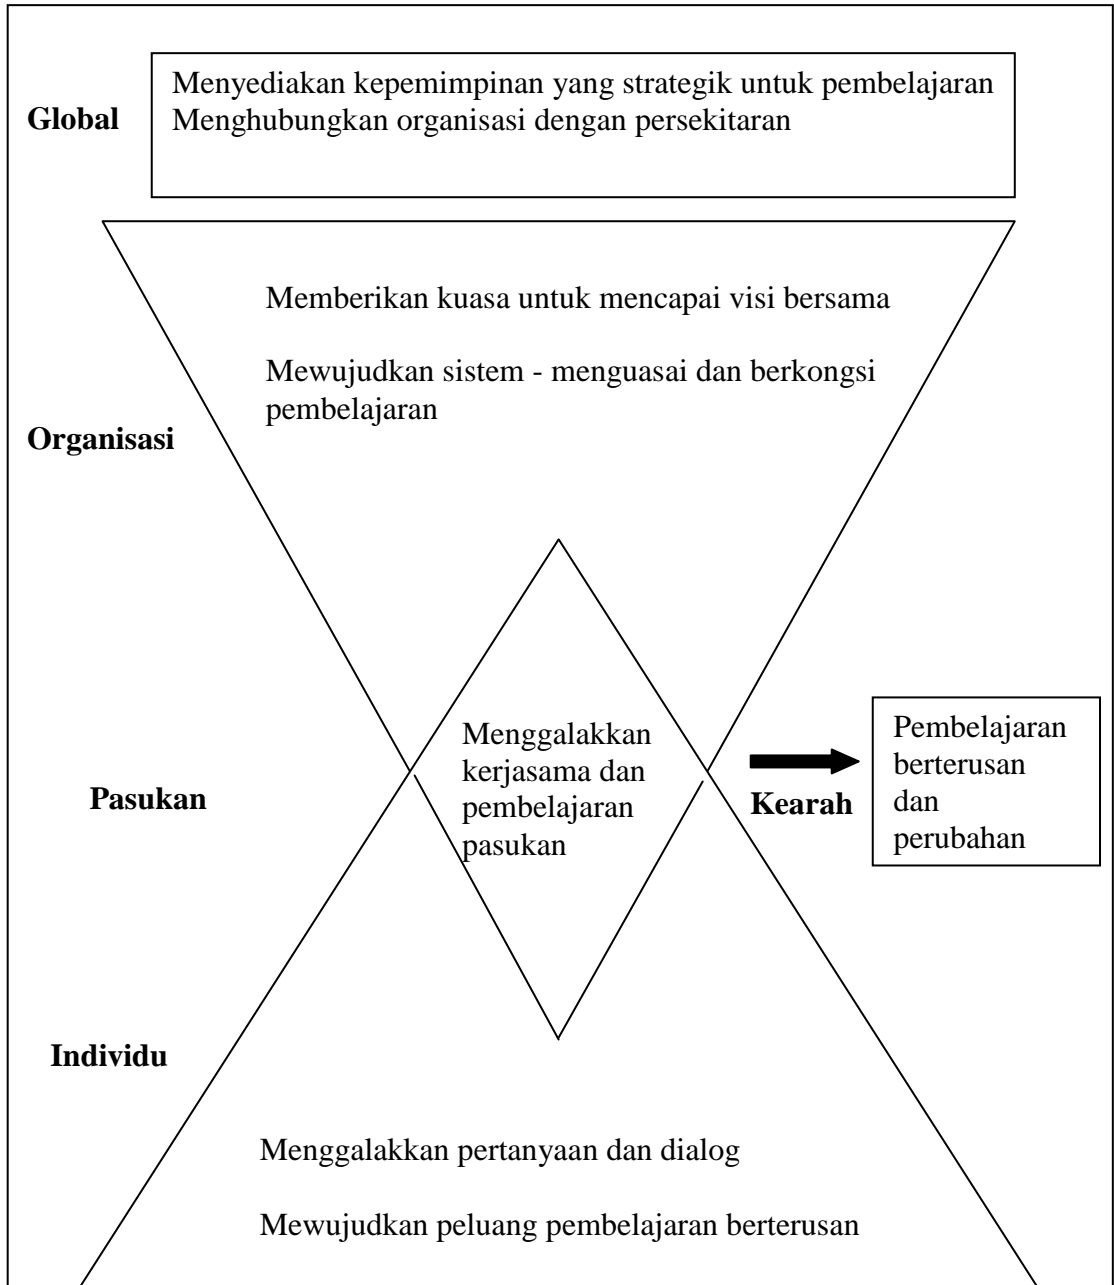 Menyediakan kepemimpinan yang strategik untuk pembelajaran
Global
Menghubungkan organisasi dengan persekitaran
Memberikan kuasa untuk mencapai visi bersama
Mewujudkan sistem - menguasai dan berkongsi
pembelajaran
Organisasi
Menggalakkan
kerjasama dan
pembelajaran
pasukan
Pasukan
Kearah
Pembelajaran
berterusan
dan
perubahan
Individu
Menggalakkan pertanyaan dan dialog
Mewujudkan peluang pembelajaran berterusan